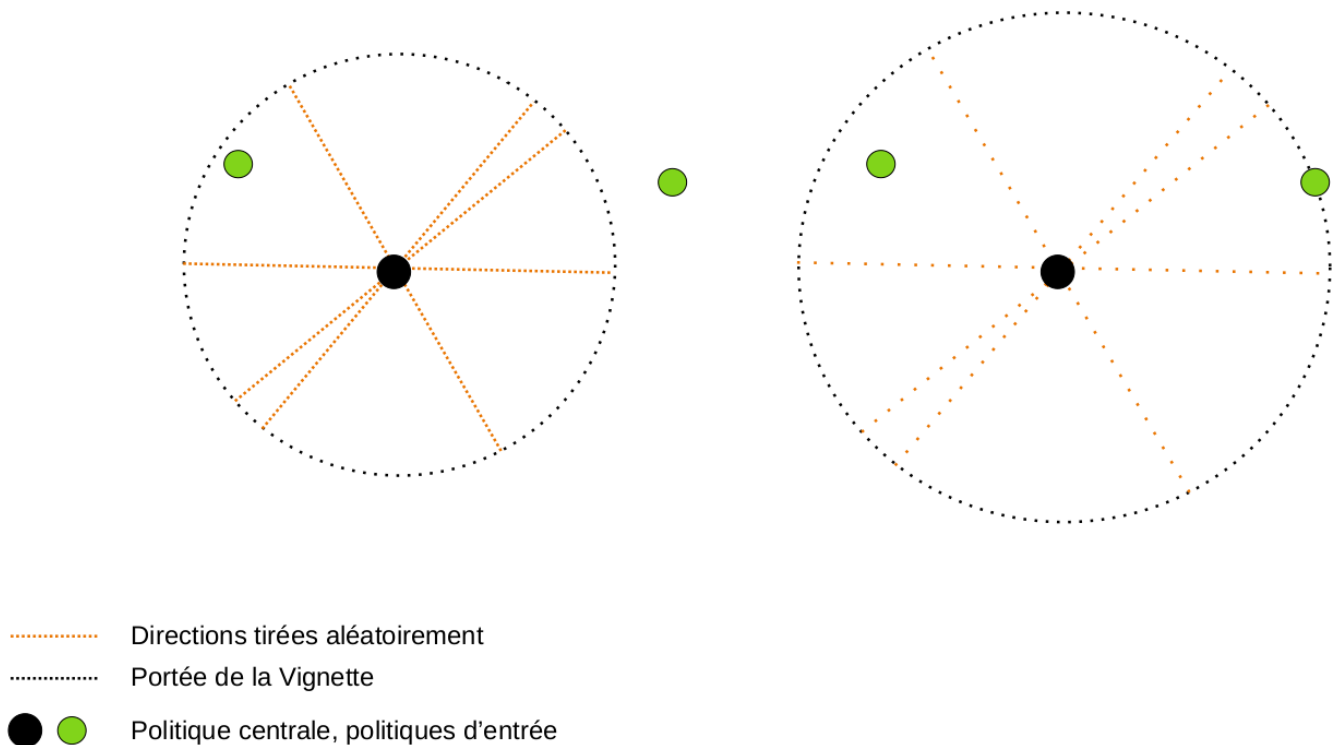 Directions tirées aléatoirement
Portée de la Vignette
Politique centrale, politiques d'entrée